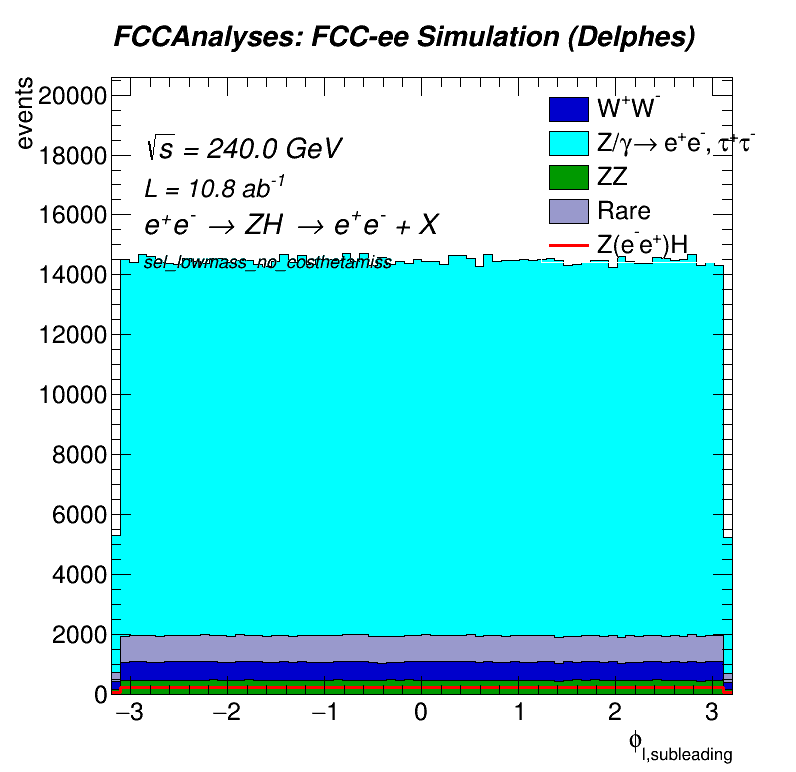 FCCAnalyses: FCC-ee Simulation (Delphes)
events
20000
18000
16000
14000
12000
10000
8000
6000
4000
2000
0
√s = 240.0 GeV
L = 10.8 ab⁻¹
e⁺e⁻ → ZH → e⁺e⁻ + X
sel_lowmass_no_costhetamiss
W⁺W⁻
Z/γ→ e⁺e⁻, τ⁺τ⁻
ZZ
Rare
Z(e⁻e⁺)H
−3 −2 −1 0 1 2 3
ϕ_l,subleading